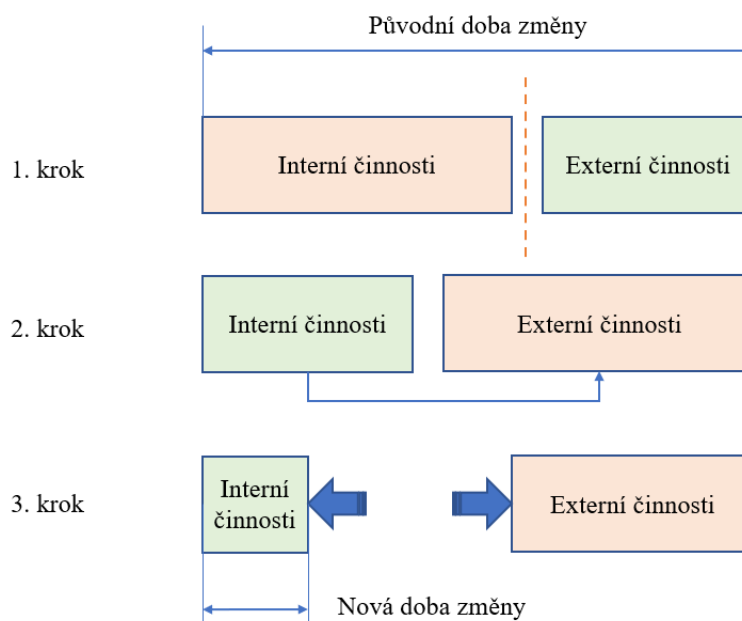 Původní doba změny
1. krok
Interní činnosti
Externí činnosti
2. krok
Interní činnosti
Externí činnosti
3. krok
Interní
činnosti
Externí činnosti
Nová doba změny